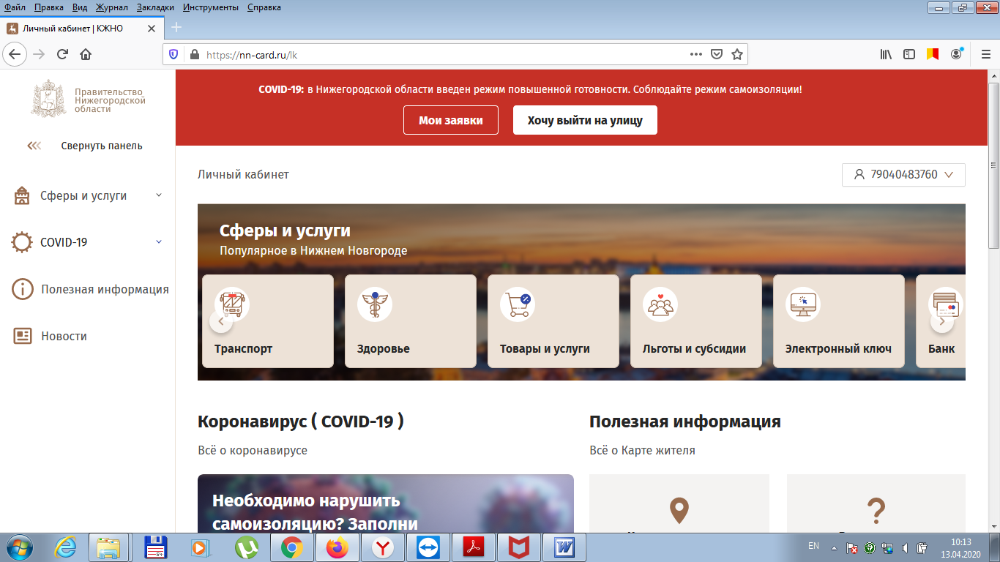 Файл Правка Вид Журнал Закладки Инструменты Справка
Личный кабинет | КЖНО
https://nn-card.ru/lk
Правительство
Нижегородской
области
Свернуть панель
Сферы и услуги
COVID-19
Полезная информация
Новости
COVID-19: в Нижегородской области введен режим повышенной готовности. Соблюдайте режим самоизоляции!
Мои заявки
Хочу выйти на улицу
Личный кабинет
79040483760
Сферы и услуги
Популярное в Нижнем Новгороде
Транспорт
Здоровье
Товары и услуги
Льготы и субсидии
Электронный ключ
Банк
Коронавирус ( COVID-19 )
Всё о коронавирусе
Необходимо нарушить
самоизоляцию? Заполни
Полезная информация
Всё о Карте жителя
EN
10:13
13.04.2020